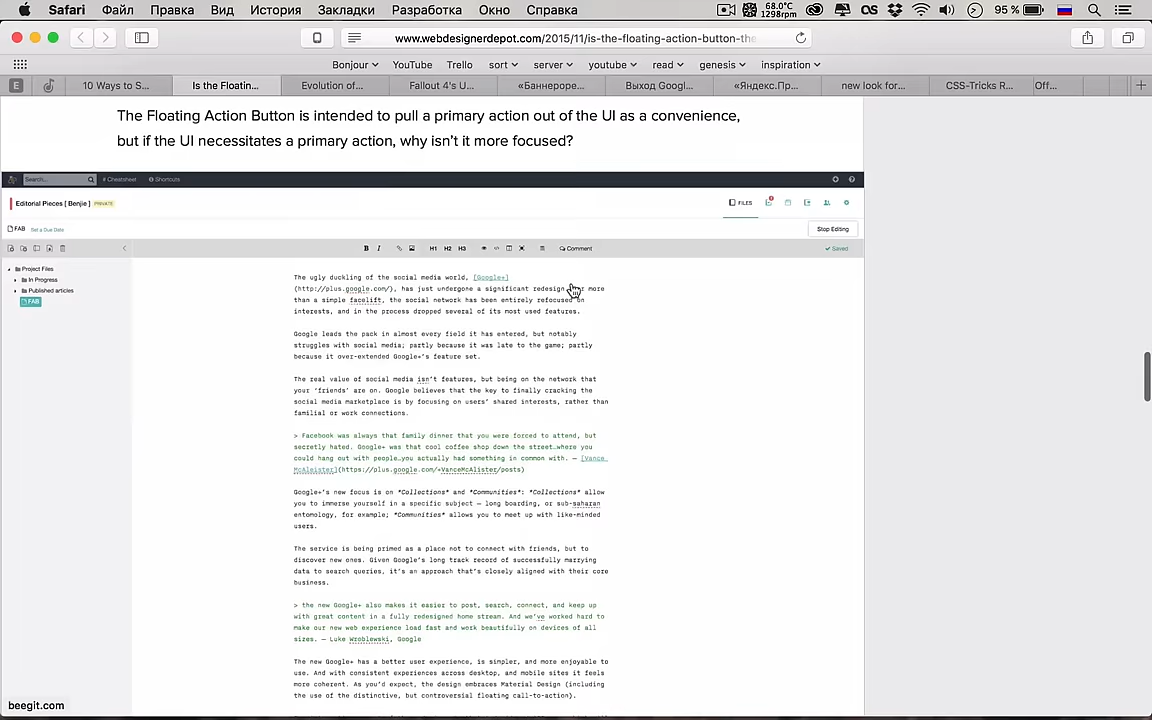 Safari Файл Правка Вид История Закладки Разработка Окно Справка 68.0°C 1298rpm 95 %
www.webdesignerdepot.com/2015/11/is-the-floating-action-button-the-
Bonjour YouTube Trello sort server youtube read genesis inspiration
E 10 Ways to S... Is the Floatin... Evolution of... Fallout 4's U... «Баннероре... Выход Googl... «Яндекс.Пр... new look for... CSS-Tricks R... Off...
The Floating Action Button is intended to pull a primary action out of the UI as a convenience,
but if the UI necessitates a primary action, why isn't it more focused?
Search... # Cheatsheet Shortcuts
Editorial Pieces [ Benjie ] PRIVATE FILES
FAB Set a Due Date Stop Editing
B I H1 H2 H3 Comment Saved
Project Files
In Progress
Published articles
FAB
The ugly duckling of the social media world, [Google+]
(http://plus.google.com/), has just undergone a significant redesign. more
than a simple facelift, the social network has been entirely refocused on
interests, and in the process dropped several of its most used features.
Google leads the pack in almost every field it has entered, but notably
struggles with social media; partly because it was late to the game; partly
because it over-extended Google+'s feature set.
The real value of social media isn't features, but being on the network that
your 'friends' are on. Google believes that the key to finally cracking the
social media marketplace is by focusing on users' shared interests, rather than
familial or work connections.
> Facebook was always that family dinner that you were forced to attend, but
secretly hated. Google+ was that cool coffee shop down the street…where you
could hang out with people…you actually had something in common with. — [Vance
McAleister](https://plus.google.com/+VanceMcAlister/posts)
Google+'s new focus is on *Collections* and *Communities*: *Collections* allow
you to immerse yourself in a specific subject — long boarding, or sub-saharan
entomology, for example; *Communities* allows you to meet up with like-minded
users.
The service is being primed as a place not to connect with friends, but to
discover new ones. Given Google's long track record of successfully marrying
data to search queries, it's an approach that's closely aligned with their core
business.
> the new Google+ also makes it easier to post, search, connect, and keep up
with great content in a fully redesigned home stream. And we've worked hard to
make our new web experience load fast and work beautifully on devices of all
sizes. — Luke Wroblewski, Google
The new Google+ has a better user experience, is simpler, and more enjoyable to
use. And with consistent experiences across desktop, and mobile sites it feels
more coherent. As you'd expect, the design embraces Material Design (including
the use of the distinctive, but controversial floating call-to-action).
beegit.com